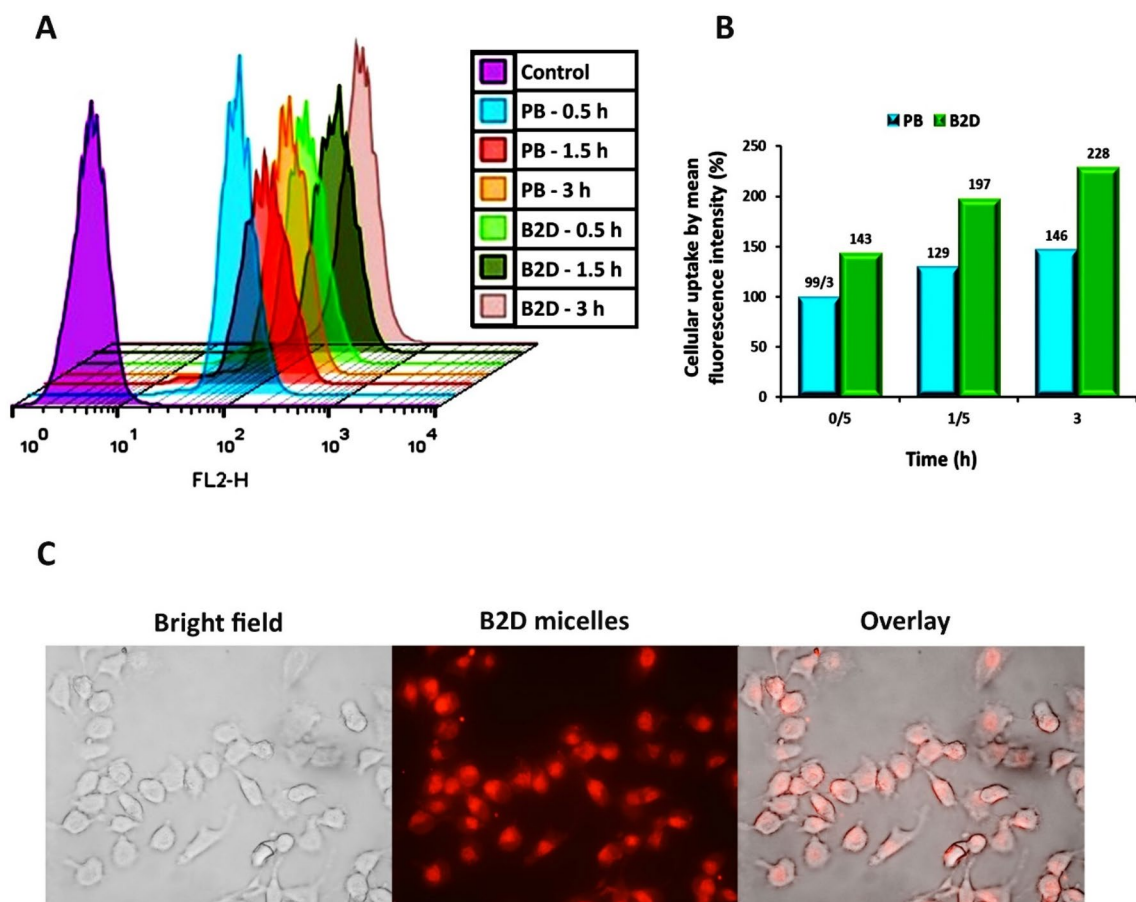 A
Control
PB - 0.5 h
PB - 1.5 h
PB - 3 h
B2D - 0.5 h
B2D - 1.5 h
B2D - 3 h
10⁰ 10¹ 10² 10³ 10⁴
FL2-H
B
PB B2D
Cellular uptake by mean
fluorescence intensity (%)
250
200
150
100
50
0
99/3 143 129 197 146 228
0/5 1/5 3
Time (h)
C
Bright field B2D micelles Overlay